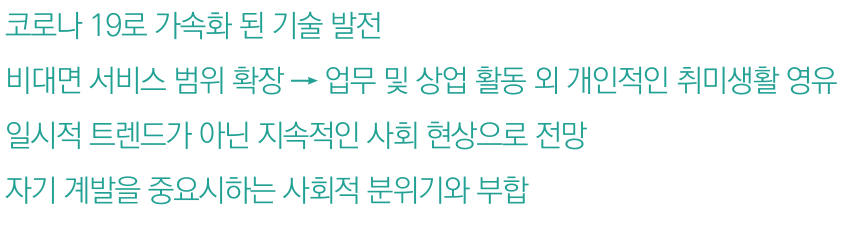 코로나 19로 가속화 된 기술 발전
비대면 서비스 범위 확장 → 업무 및 상업 활동 외 개인적인 취미생활 영유
일시적 트렌드가 아닌 지속적인 사회 현상으로 전망
자기 계발을 중요시하는 사회적 분위기와 부합